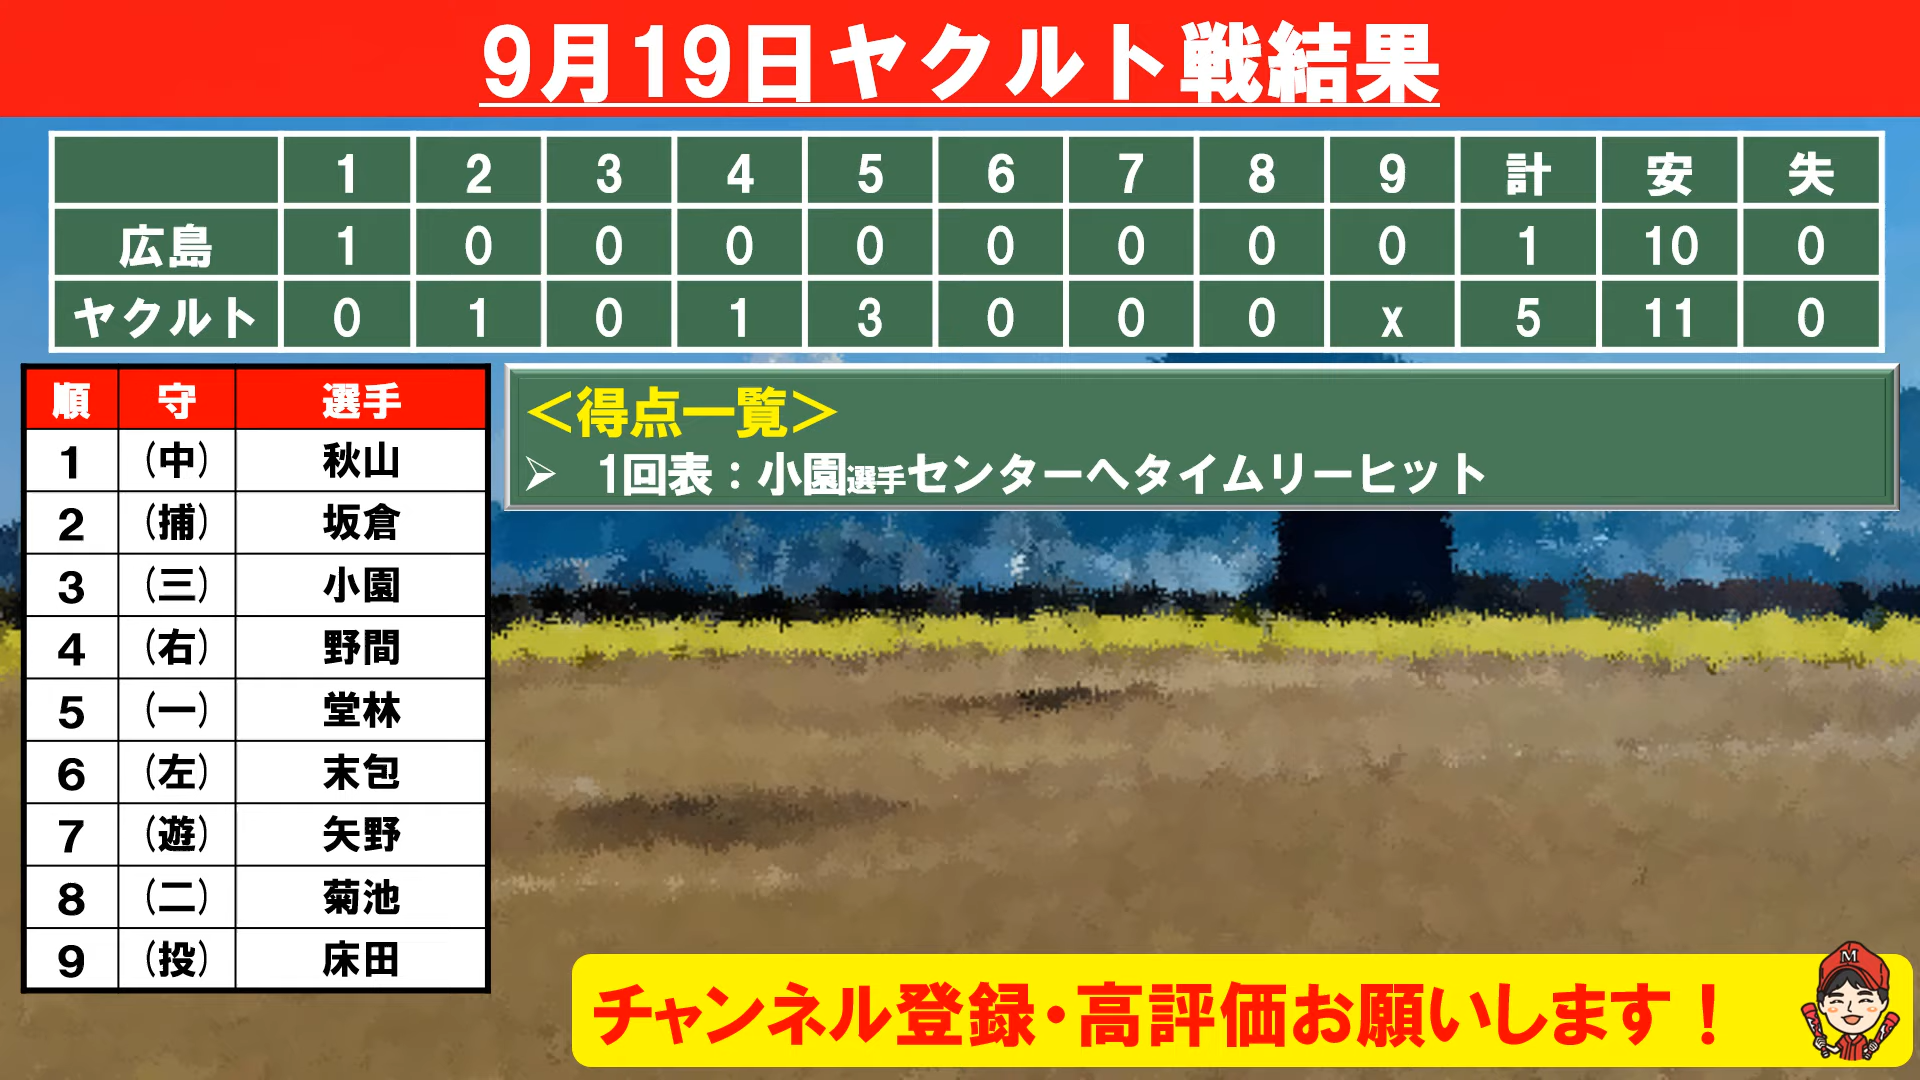 9月19日ヤクルト戦結果
1 2 3 4 5 6 7 8 9 計 安 失
広島 1 0 0 0 0 0 0 0 0 1 10 0
ヤクルト 0 1 0 1 3 0 0 0 x 5 11 0
順 守 選手
1 (中) 秋山
2 (捕) 坂倉
3 (三) 小園
4 (右) 野間
5 (一) 堂林
6 (左) 末包
7 (遊) 矢野
8 (二) 菊池
9 (投) 床田
＜得点一覧＞
➢ 1回表：小園選手センターへタイムリーヒット
チャンネル登録・高評価お願いします！
M